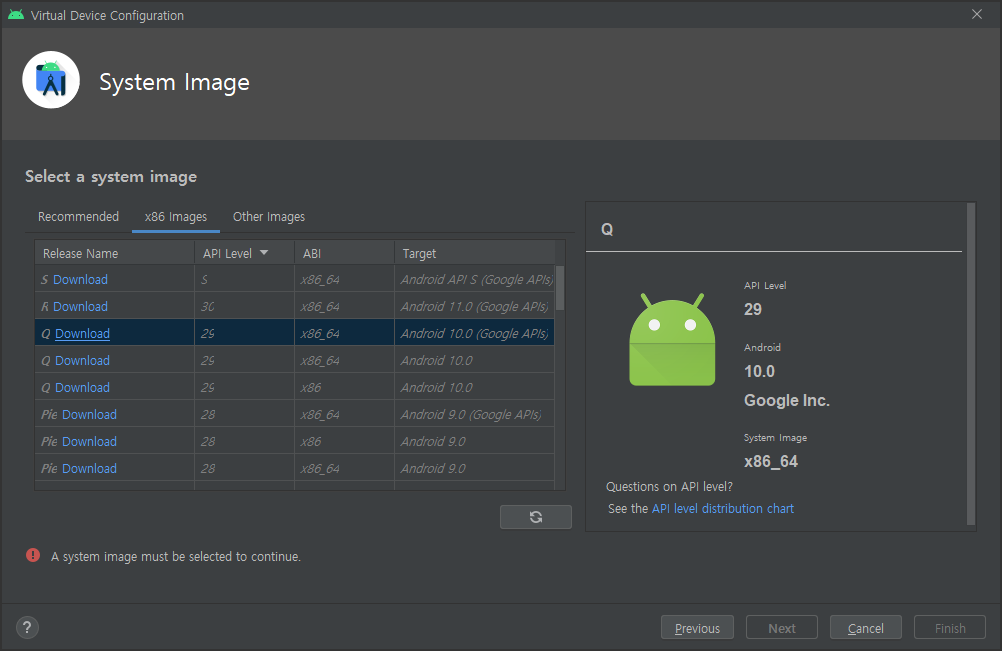 Virtual Device Configuration
System Image
Select a system image
Recommended x86 Images Other Images
Release Name API Level ABI Target
S Download S x86_64 Android API S (Google APIs)
R Download 30 x86_64 Android 11.0 (Google APIs)
Q Download 29 x86_64 Android 10.0 (Google APIs)
Q Download 29 x86_64 Android 10.0
Q Download 29 x86 Android 10.0
Pie Download 28 x86_64 Android 9.0 (Google APIs)
Pie Download 28 x86 Android 9.0
Pie Download 28 x86_64 Android 9.0
Q
API Level
29
Android
10.0
Google Inc.
System Image
x86_64
Questions on API level?
See the API level distribution chart
A system image must be selected to continue.
? Previous Next Cancel Finish